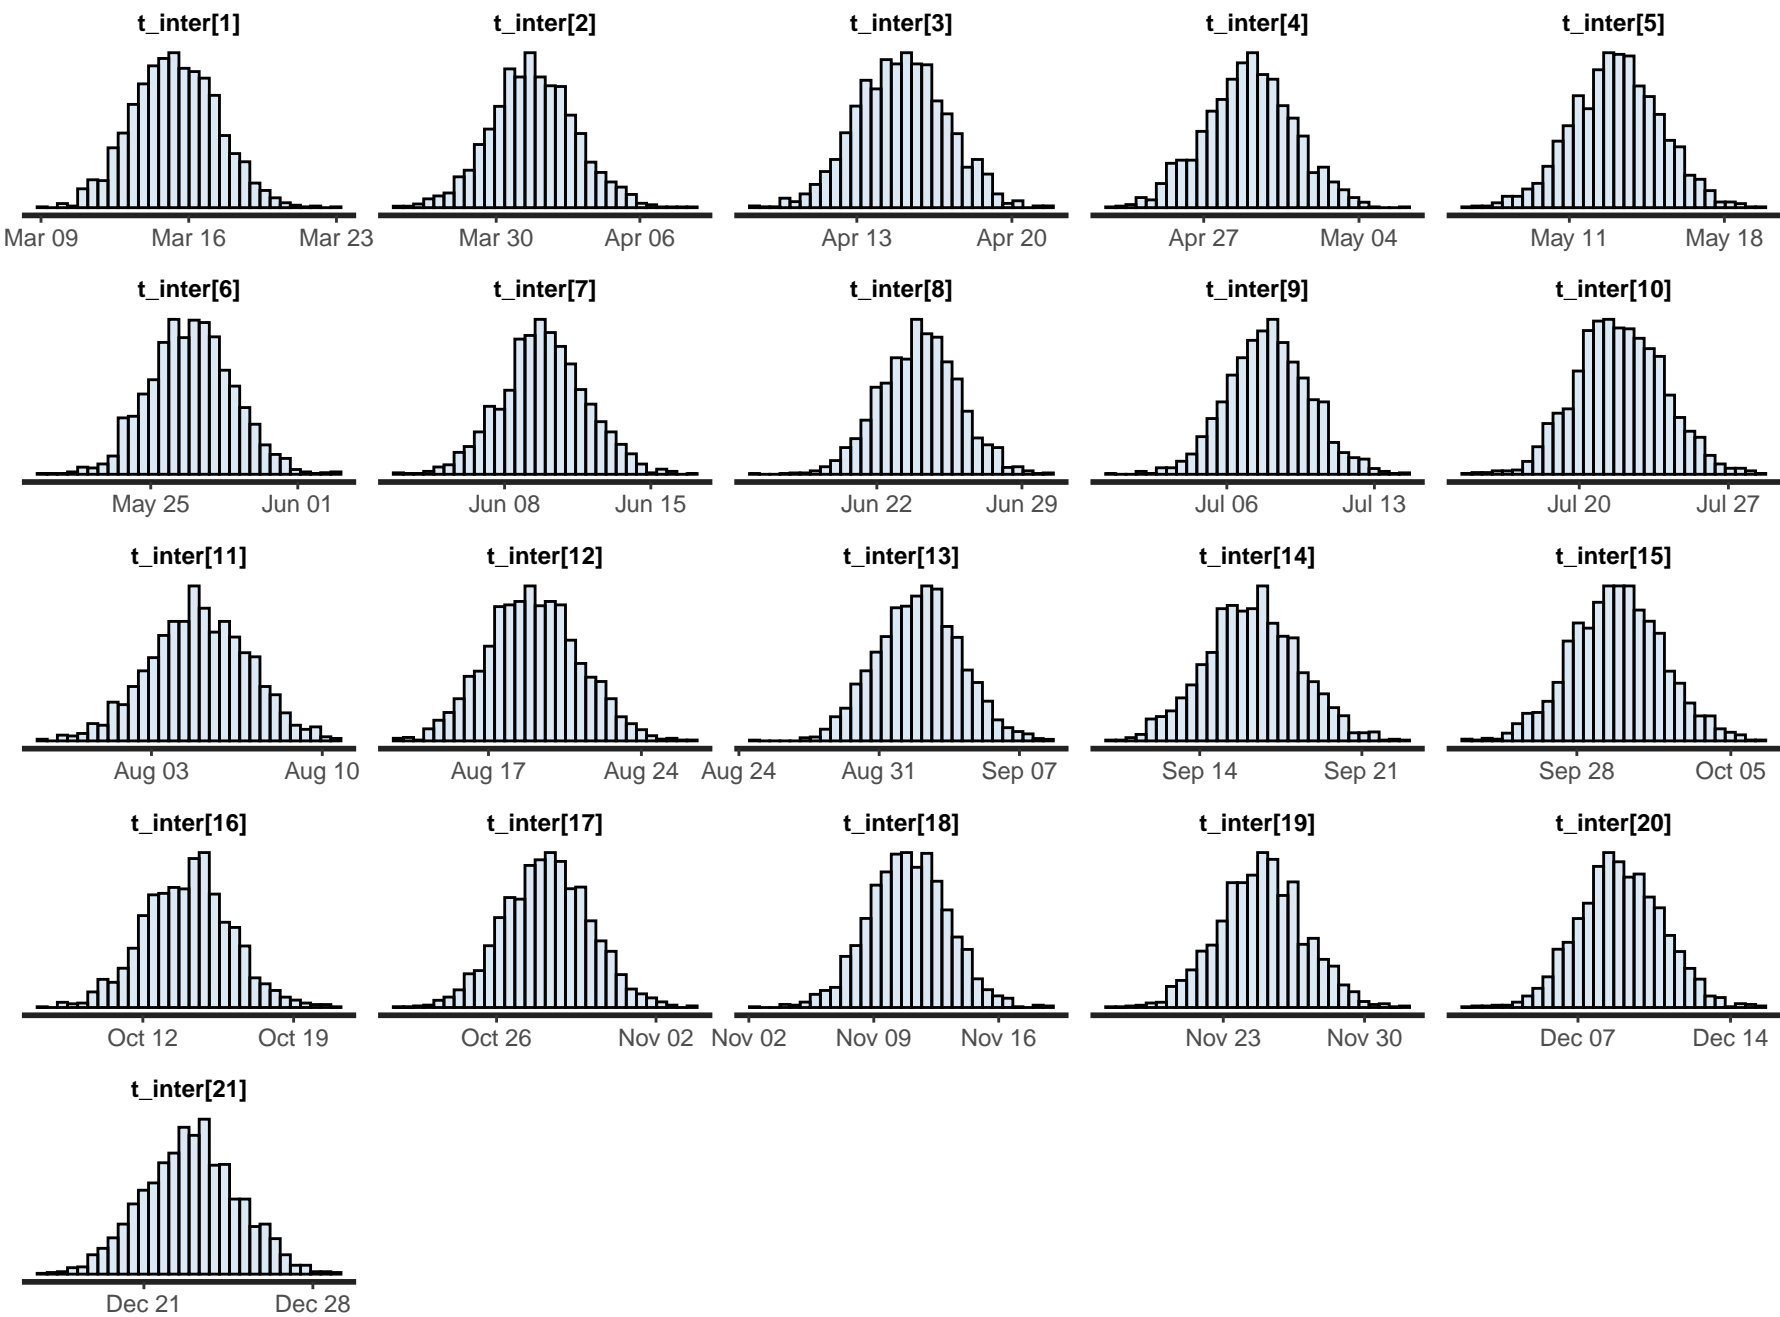 t_inter[1] t_inter[2] t_inter[3] t_inter[4] t_inter[5]
Mar 09 Mar 16 Mar 23 Mar 30 Apr 06 Apr 13 Apr 20 Apr 27 May 04 May 11 May 18
t_inter[6] t_inter[7] t_inter[8] t_inter[9] t_inter[10]
May 25 Jun 01 Jun 08 Jun 15 Jun 22 Jun 29 Jul 06 Jul 13 Jul 20 Jul 27
t_inter[11] t_inter[12] t_inter[13] t_inter[14] t_inter[15]
Aug 03 Aug 10 Aug 17 Aug 24 Aug 24 Aug 31 Sep 07 Sep 14 Sep 21 Sep 28 Oct 05
t_inter[16] t_inter[17] t_inter[18] t_inter[19] t_inter[20]
Oct 12 Oct 19 Oct 26 Nov 02 Nov 02 Nov 09 Nov 16 Nov 23 Nov 30 Dec 07 Dec 14
t_inter[21]
Dec 21 Dec 28